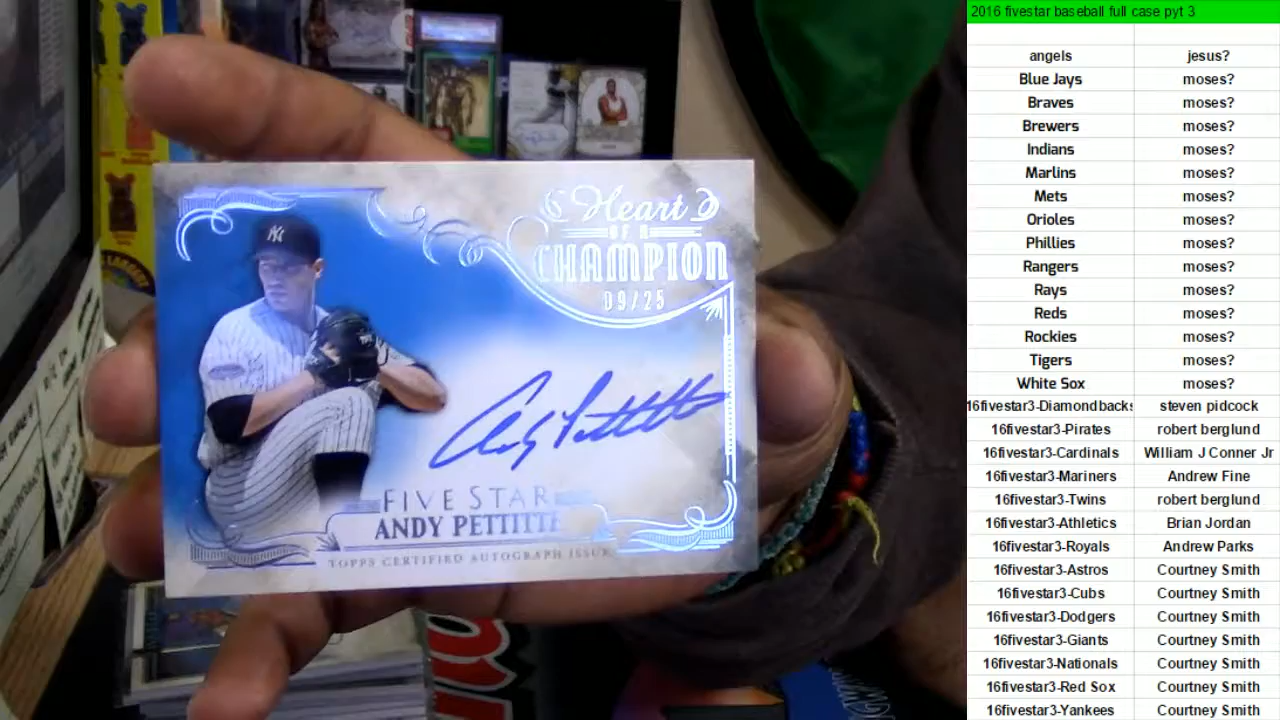 2016 fivestar baseball full case pyt 3
angels jesus?
Blue Jays moses?
Braves moses?
Brewers moses?
Indians moses?
Marlins moses?
Mets moses?
Orioles moses?
Phillies moses?
Rangers moses?
Rays moses?
Reds moses?
Rockies moses?
Tigers moses?
White Sox moses?
16fivestar3-Diamondbacks steven pidcock
16fivestar3-Pirates robert berglund
16fivestar3-Cardinals William J Conner Jr
16fivestar3-Mariners Andrew Fine
16fivestar3-Twins robert berglund
16fivestar3-Athletics Brian Jordan
16fivestar3-Royals Andrew Parks
16fivestar3-Astros Courtney Smith
16fivestar3-Cubs Courtney Smith
16fivestar3-Dodgers Courtney Smith
16fivestar3-Giants Courtney Smith
16fivestar3-Nationals Courtney Smith
16fivestar3-Red Sox Courtney Smith
16fivestar3-Yankees Courtney Smith
Heart
OF A
CHAMPION
09/25
NY
Andy Pettitte
FIVE STAR
ANDY PETTITTE
TOPPS CERTIFIED AUTOGRAPH ISSUE